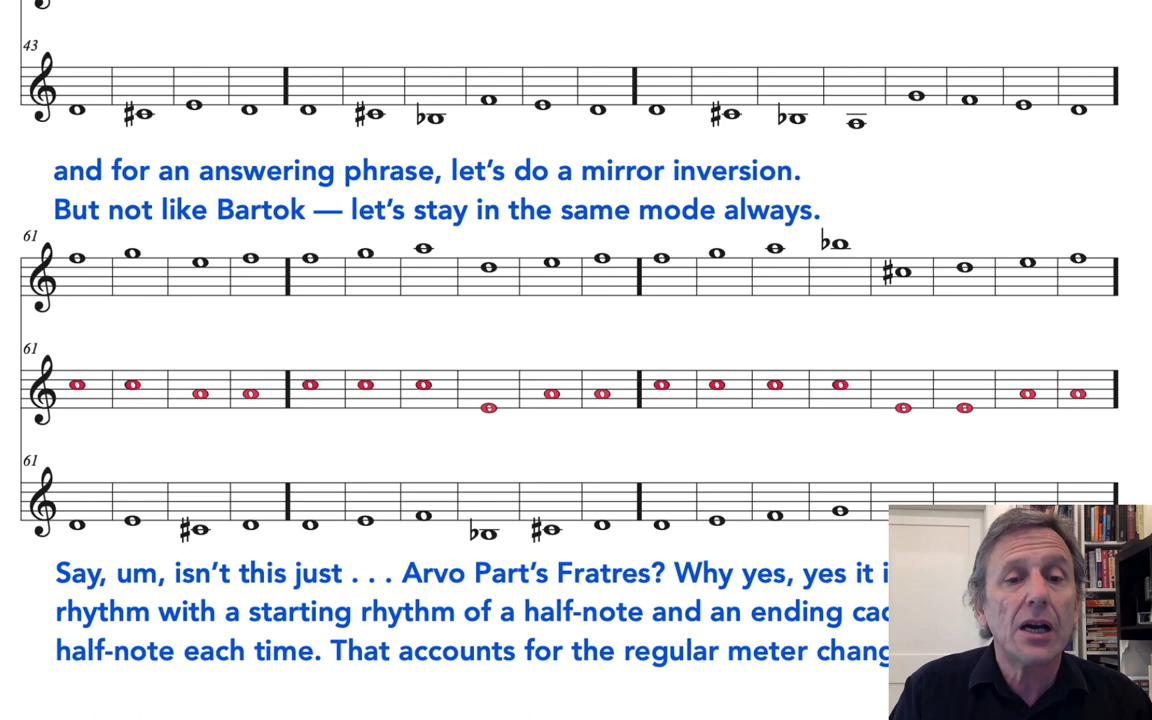 43
and for an answering phrase, let's do a mirror inversion.
But not like Bartok — let's stay in the same mode always.
61
61
61
Say, um, isn't this just . . . Arvo Part's Fratres? Why yes, yes it
rhythm with a starting rhythm of a half-note and an ending
half-note each time. That accounts for the regular meter